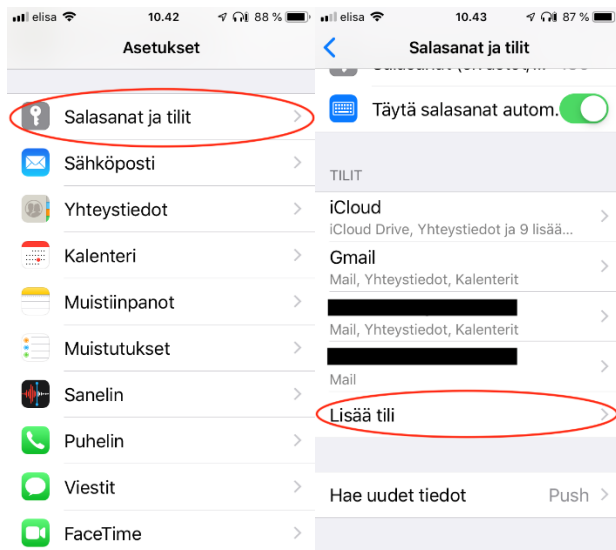 elisa 10.42 88 %
Asetukset
Salasanat ja tilit
Sähköposti
Yhteystiedot
Kalenteri
Muistiinpanot
Muistutukset
Sanelin
Puhelin
Viestit
FaceTime
elisa 10.43 87 %
Salasanat ja tilit
Täytä salasanat autom.
TILIT
iCloud
iCloud Drive, Yhteystiedot ja 9 lisää...
Gmail
Mail, Yhteystiedot, Kalenterit
Mail, Yhteystiedot, Kalenterit
Mail
Lisää tili
Hae uudet tiedot Push